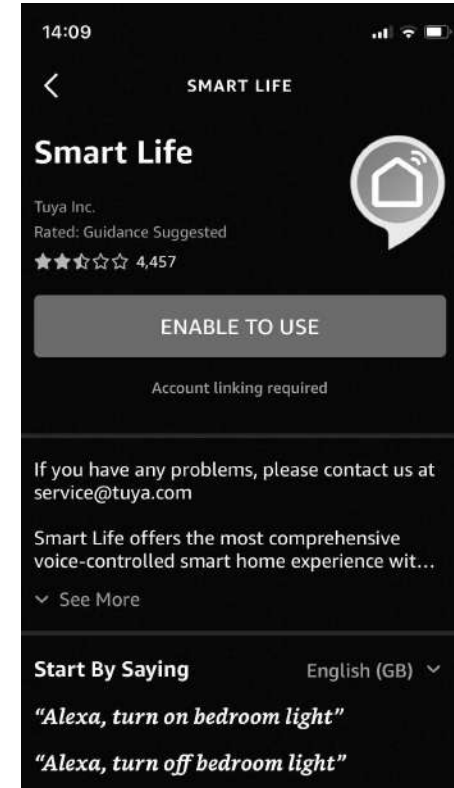 14:09
SMART LIFE
Smart Life
Tuya Inc.
Rated: Guidance Suggested
4,457
ENABLE TO USE
Account linking required
If you have any problems, please contact us at
service@tuya.com
Smart Life offers the most comprehensive
voice-controlled smart home experience wit...
See More
Start By Saying English (GB)
“Alexa, turn on bedroom light”
“Alexa, turn off bedroom light”